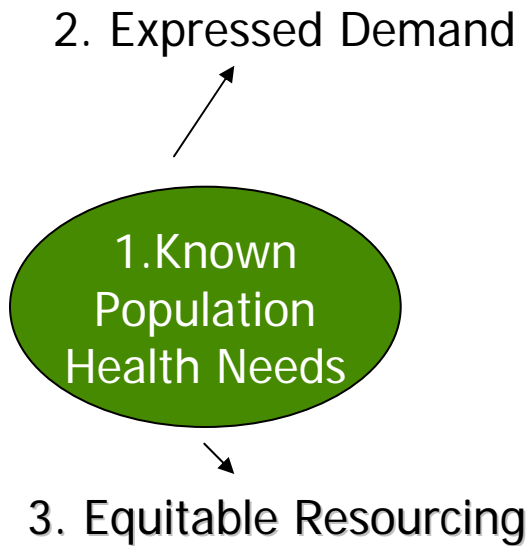 2. Expressed Demand
1.Known
Population
Health Needs
3. Equitable Resourcing